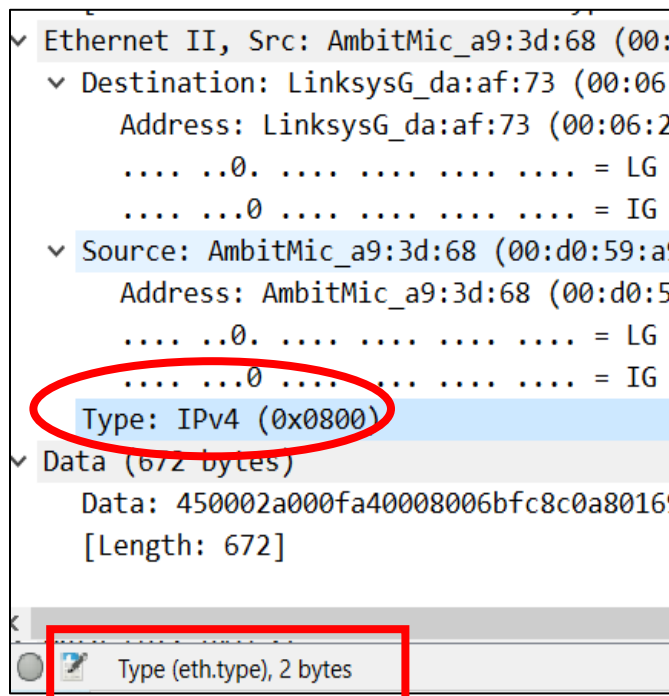 Ethernet II, Src: AmbitMic_a9:3d:68 (00:
Destination: LinksysG_da:af:73 (00:06
Address: LinksysG_da:af:73 (00:06:2
.... ..0. .... .... .... .... = LG
.... ...0 .... .... .... .... = IG
Source: AmbitMic_a9:3d:68 (00:d0:59:a9
Address: AmbitMic_a9:3d:68 (00:d0:5
.... ..0. .... .... .... .... = LG
.... ...0 .... .... .... .... = IG
Type: IPv4 (0x0800)
Data (672 bytes)
Data: 450002a000fa40008006bfc8c0a80169
[Length: 672]
Type (eth.type), 2 bytes